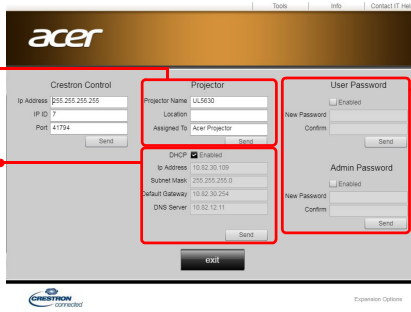 Tools Info Contact IT Hel
acer
Crestron Control
Ip Address 255.255.255.255
IP ID 7
Port 41794
Send
Projector
Projector Name UL5630
Location
Assigned To Acer Projector
Send
DHCP Enabled
Ip Address 10.82.30.109
Subnet Mask 255.255.255.0
Default Gateway 10.82.30.254
DNS Server 10.82.12.11
Send
User Password
Enabled
New Password
Confirm
Send
Admin Password
Enabled
New Password
Confirm
Send
exit
CRESTRON
connected
Expansion Options